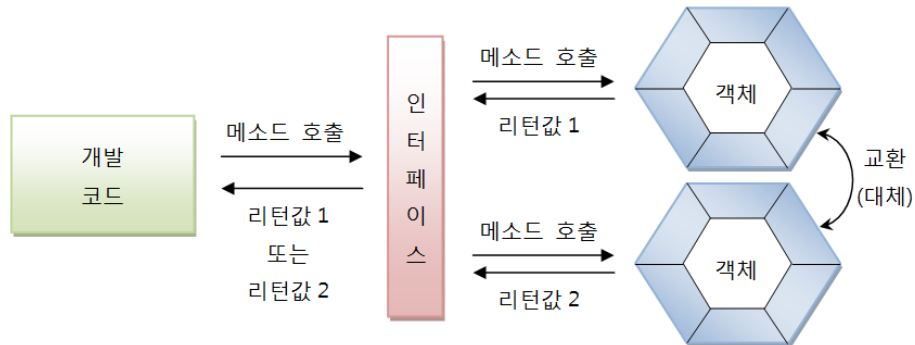 개발
코드
메소드 호출
리턴값 1
또는
리턴값 2
인
터
페
이
스
메소드 호출
리턴값 1
객체
교환
(대체)
메소드 호출
리턴값 2
객체